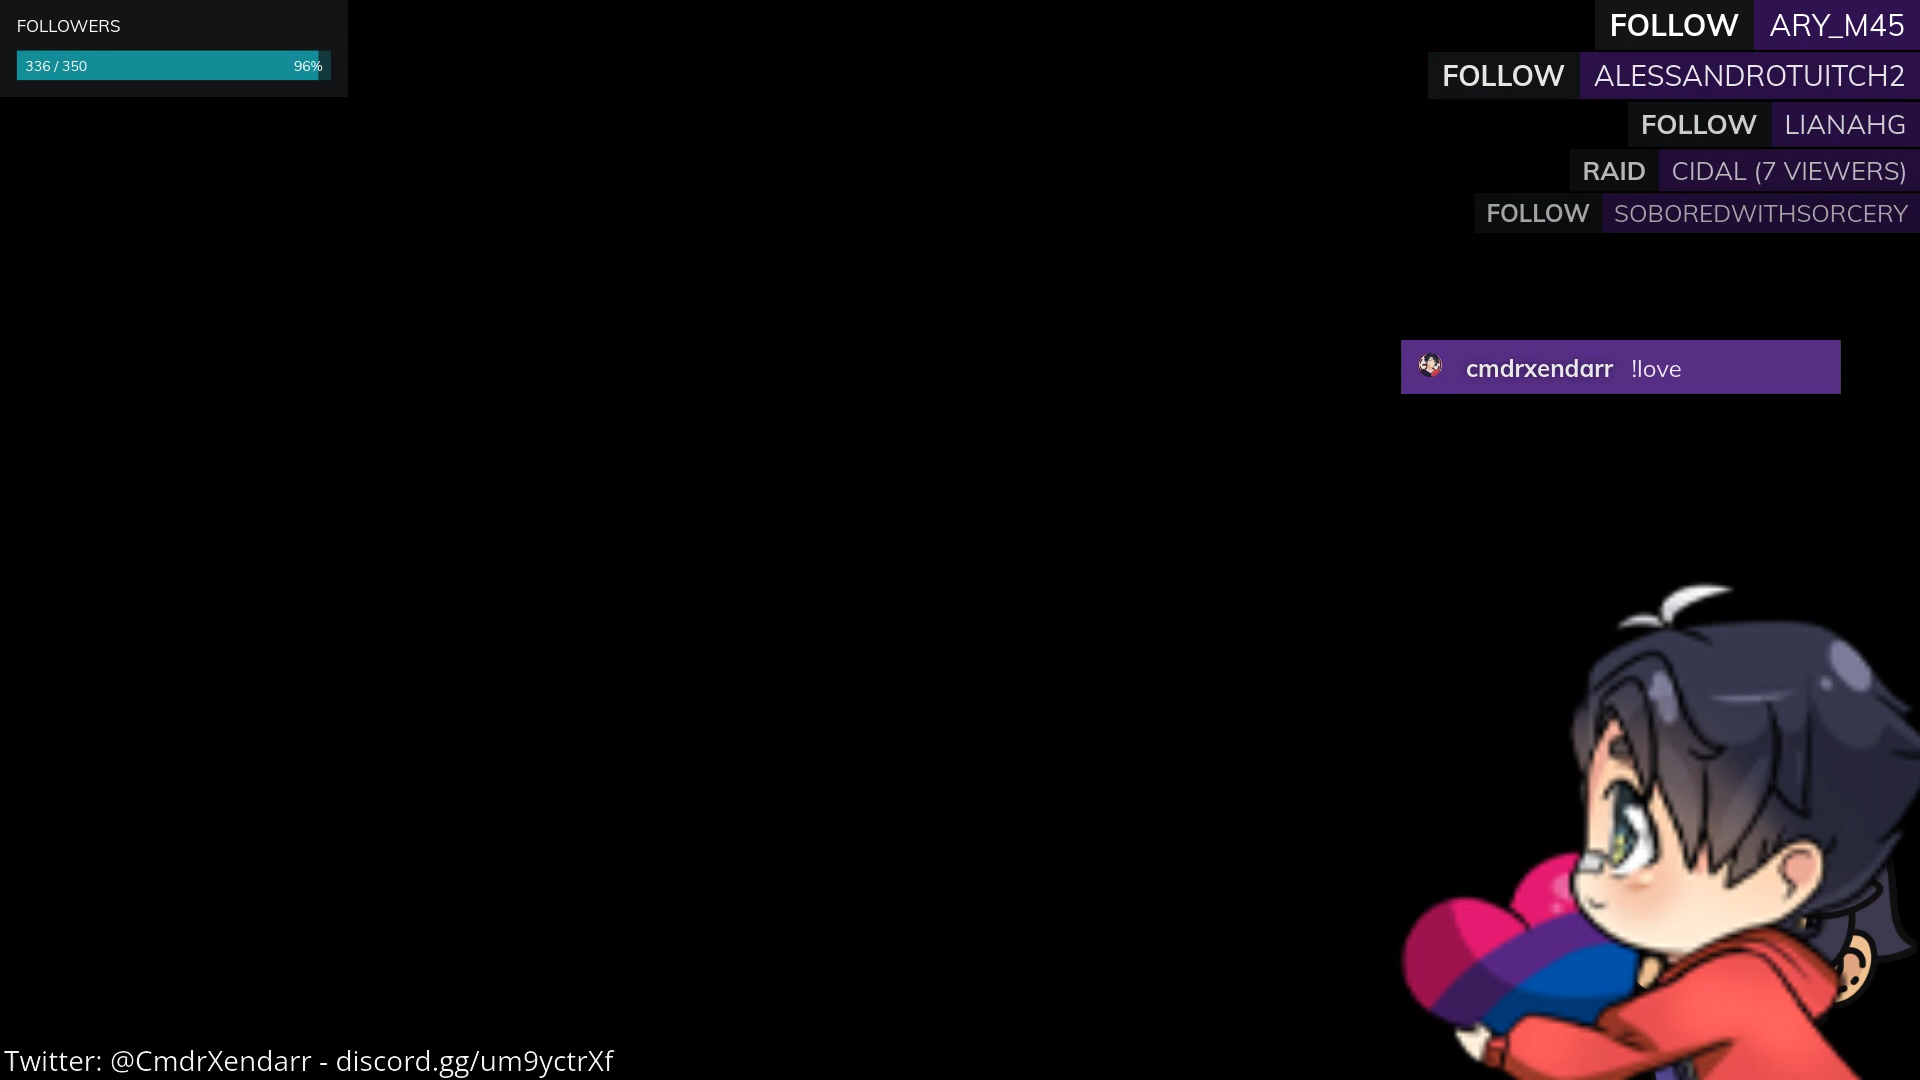 FOLLOWERS
336 / 350 96%
FOLLOW ARY_M45
FOLLOW ALESSANDROTUITCH2
FOLLOW LIANAHG
RAID CIDAL (7 VIEWERS)
FOLLOW SOBOREDWITHSORCERY
cmdrxendarr !love
Twitter: @CmdrXendarr - discord.gg/um9yctrXf